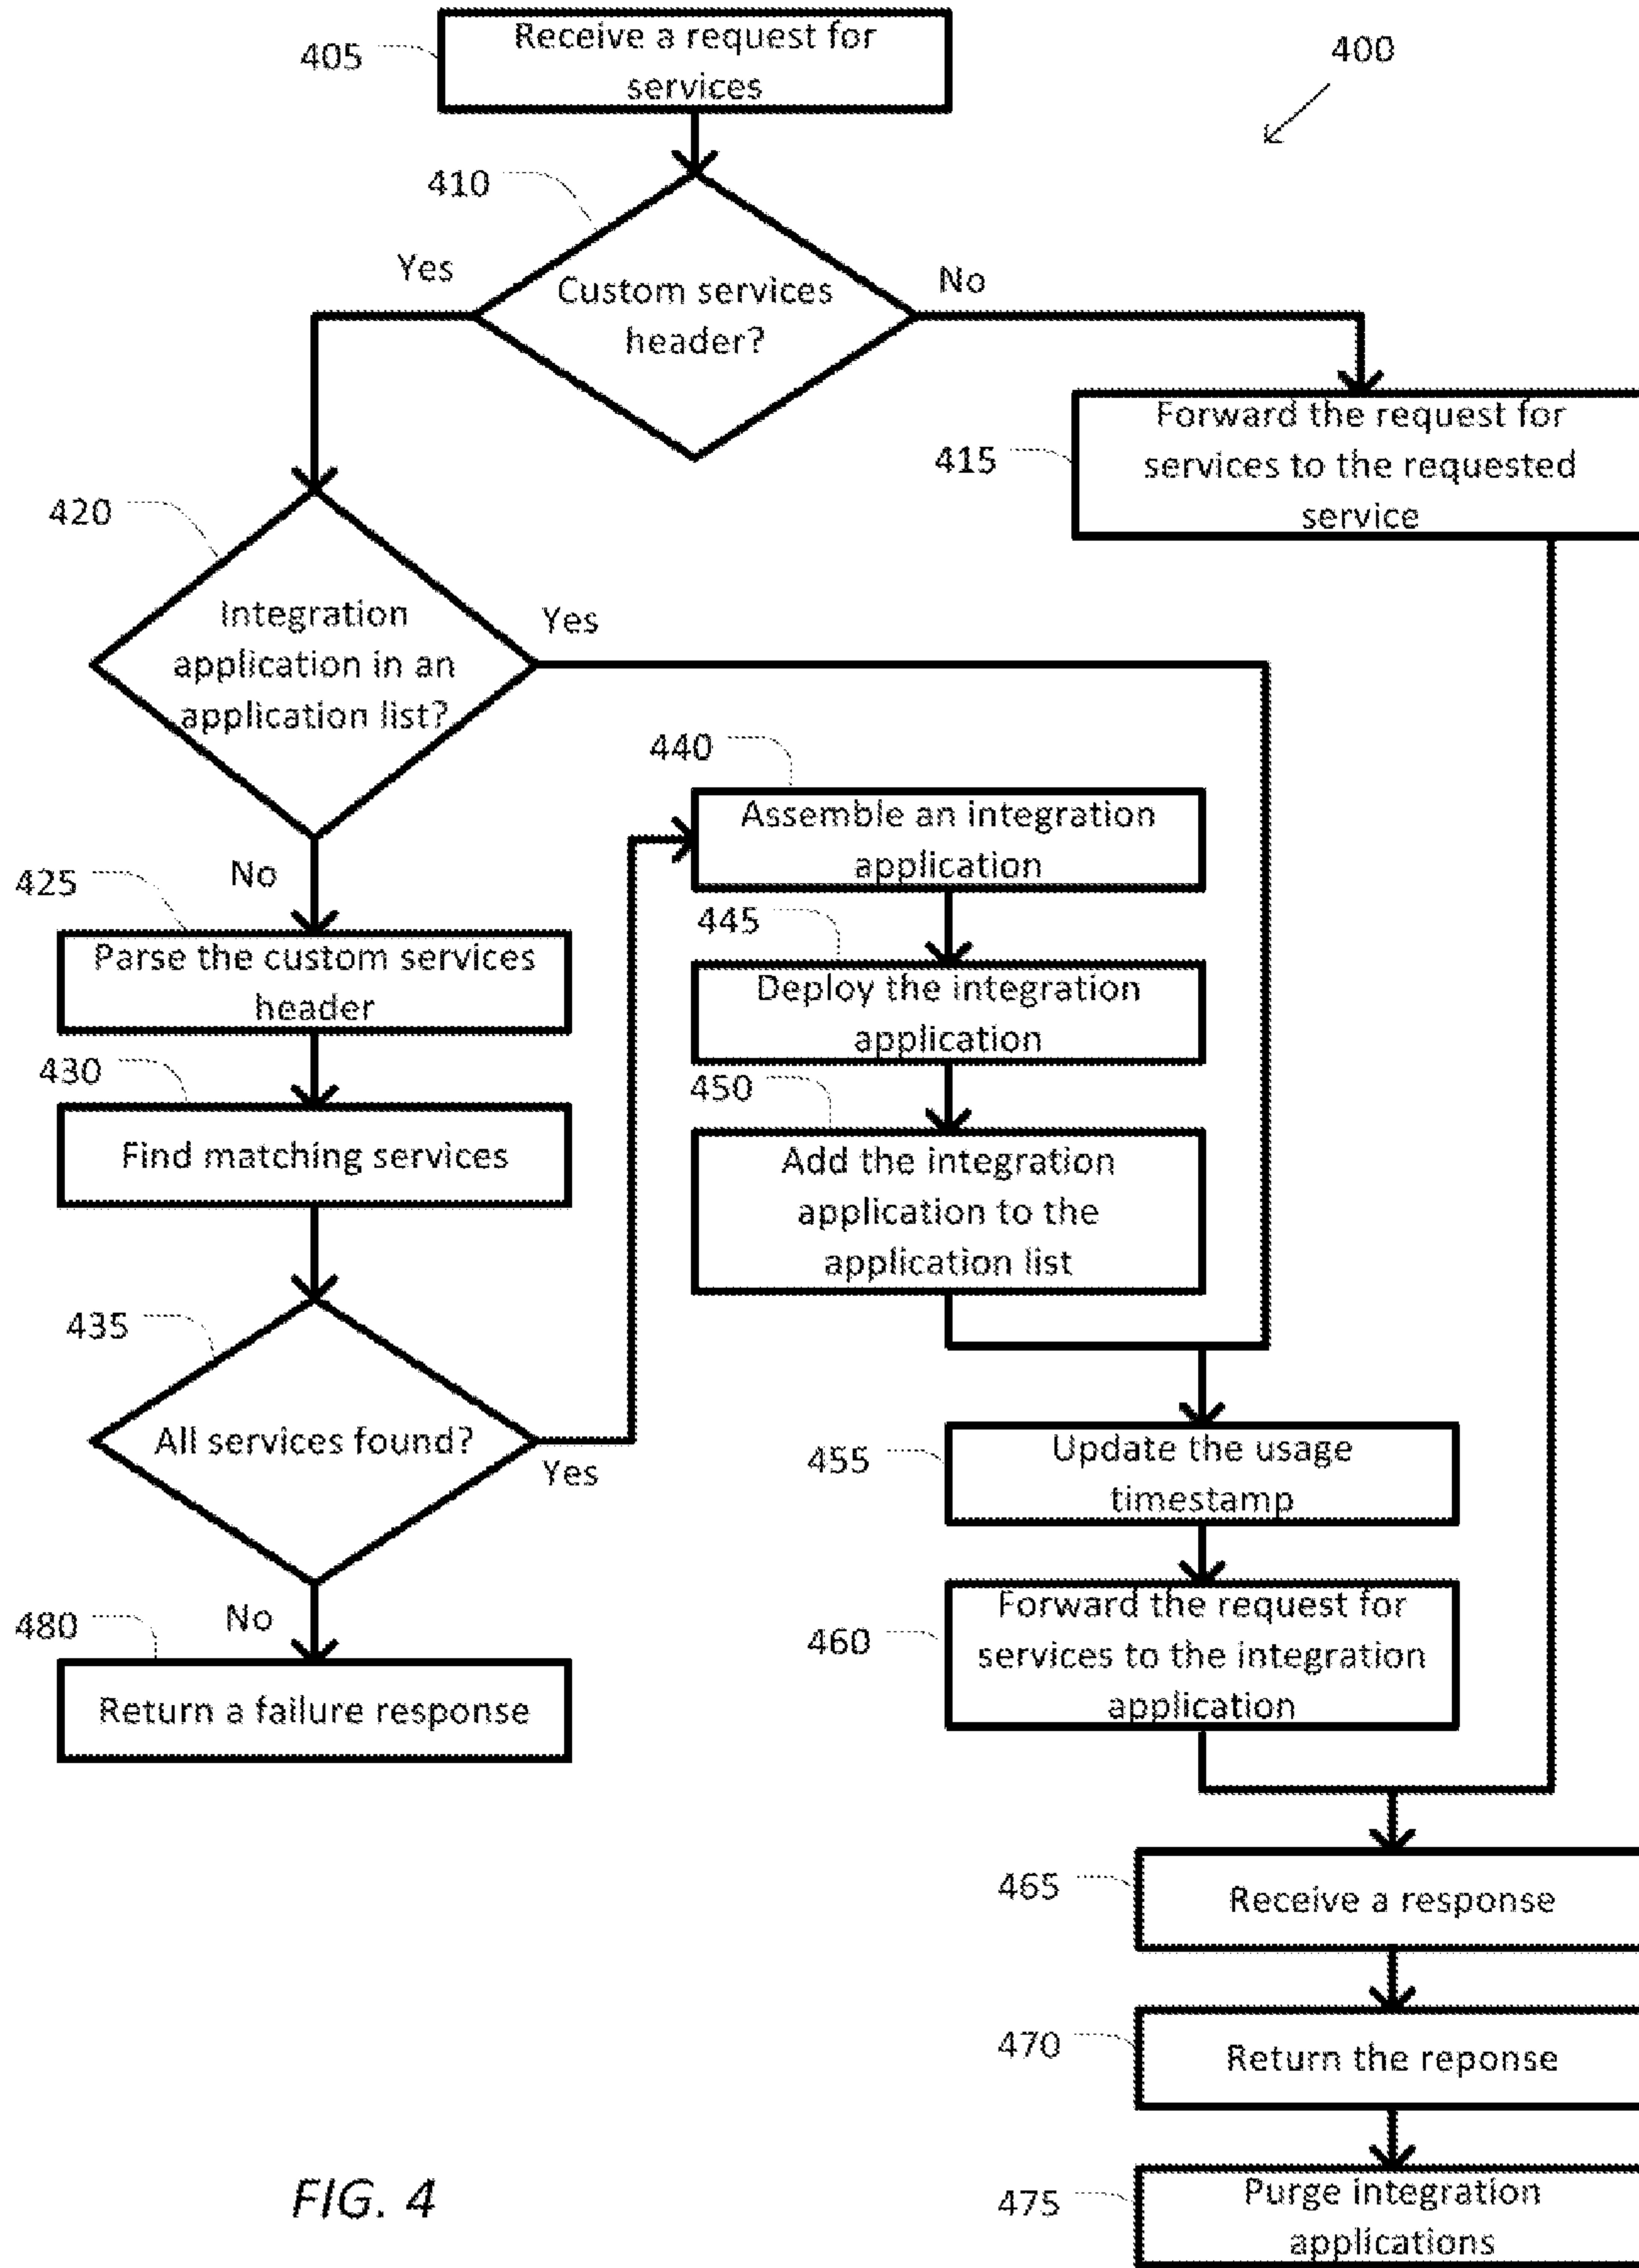 405
Receive a request for
services
400
410
Yes
Custom services
header?
No
Forward the request for
services to the requested
service
415
420
Integration
application in an
application list?
Yes
No
425
Parse the custom services
header
430
Find matching services
435
All services found?
Yes
No
480
Return a failure response
440
Assemble an integration
application
445
Deploy the integration
application
450
Add the integration
application to the
application list
455
Update the usage
timestamp
460
Forward the request for
services to the integration
application
465
Receive a response
470
Return the reponse
475
Purge integration
applications
FIG. 4